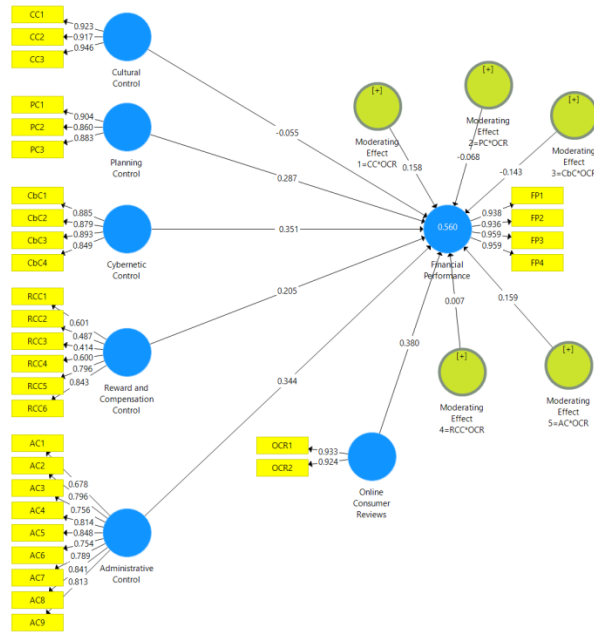 CC1
CC2
CC3
0.923
0.917
0.946
Cultural
Control
PC1
PC2
PC3
0.904
0.860
0.883
Planning
Control
CbC1
CbC2
CbC3
CbC4
0.885
0.879
0.893
0.849
Cybernetic
Control
RCC1
RCC2
RCC3
RCC4
RCC5
RCC6
0.601
0.487
0.414
0.600
0.796
0.843
Reward and
Compensation
Control
AC1
AC2
AC3
AC4
AC5
AC6
AC7
AC8
AC9
0.678
0.796
0.756
0.814
0.848
0.754
0.789
0.841
0.813
Administrative
Control
-0.055
0.287
0.351
0.205
0.344
0.380
[+]
Moderating
Effect
1=CC*OCR
0.158
[+]
Moderating
Effect
2=PC*OCR
-0.068
[+]
Moderating
Effect
3=CbC*OCR
-0.143
0.560
Financial
Performance
0.938
0.936
0.959
0.959
FP1
FP2
FP3
FP4
0.007
[+]
Moderating
Effect
4=RCC*OCR
0.159
[+]
Moderating
Effect
5=AC*OCR
OCR1
OCR2
0.933
0.924
Online
Consumer
Reviews